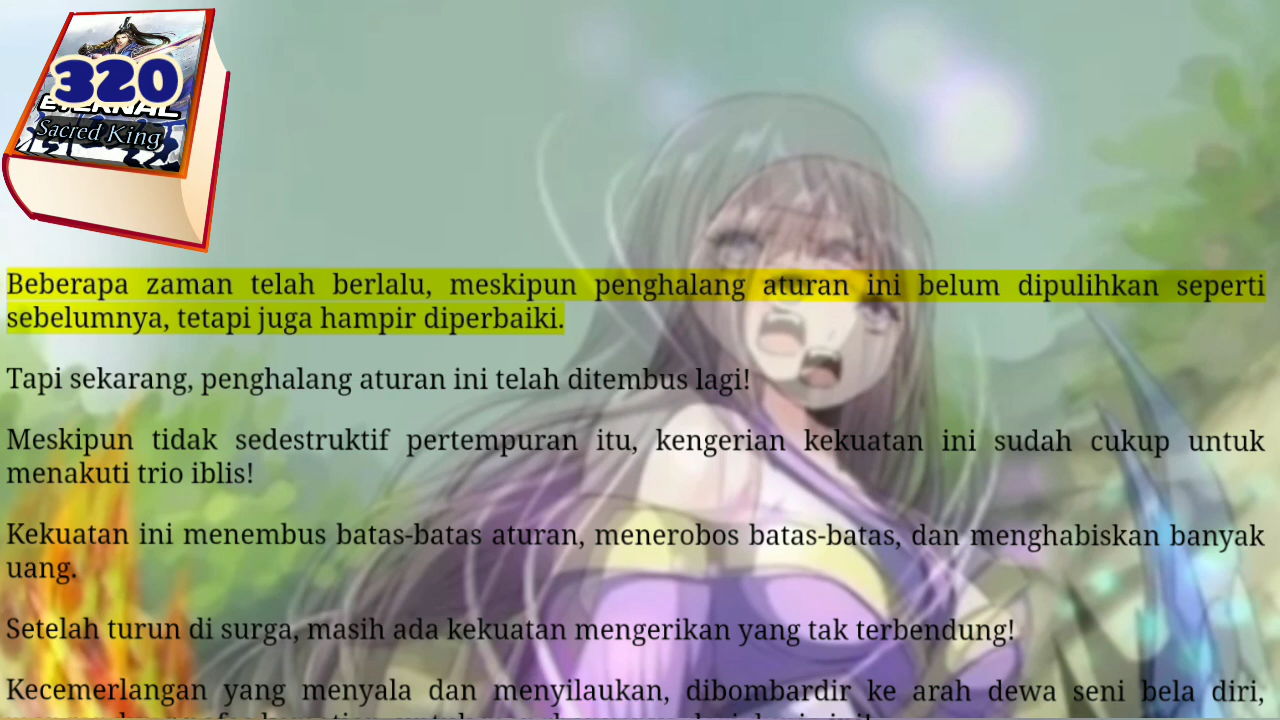 320
ETERNAL
Sacred King
Beberapa zaman telah berlalu, meskipun penghalang aturan ini belum dipulihkan seperti
sebelumnya, tetapi juga hampir diperbaiki.
Tapi sekarang, penghalang aturan ini telah ditembus lagi!
Meskipun tidak sedestruktif pertempuran itu, kengerian kekuatan ini sudah cukup untuk
menakuti trio iblis!
Kekuatan ini menembus batas-batas aturan, menerobos batas-batas, dan menghabiskan banyak
uang.
Setelah turun di surga, masih ada kekuatan mengerikan yang tak terbendung!
Kecemerlangan yang menyala dan menyilaukan, dibombardir ke arah dewa seni bela diri,